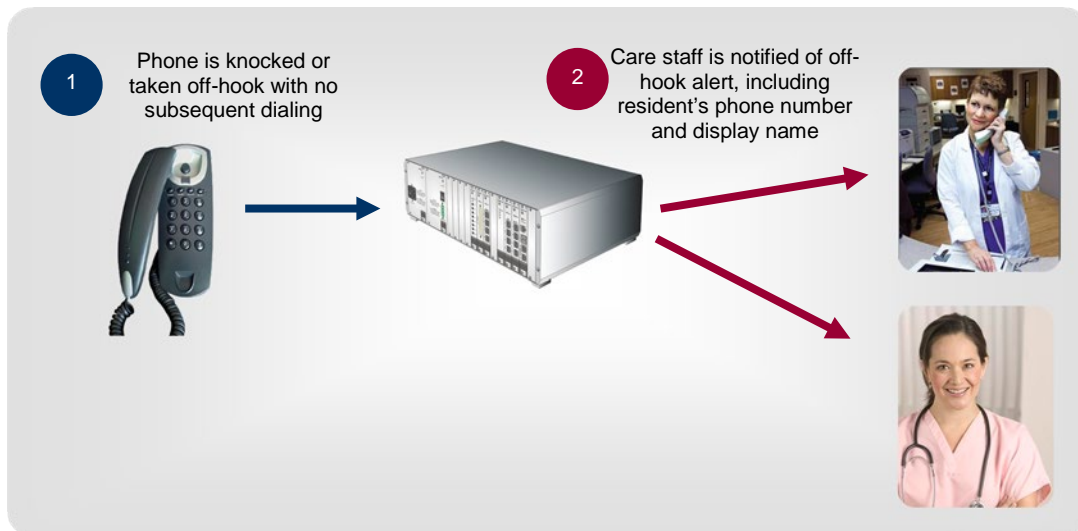 1
Phone is knocked or
taken off-hook with no
subsequent dialing
2
Care staff is notified of off-
hook alert, including
resident's phone number
and display name